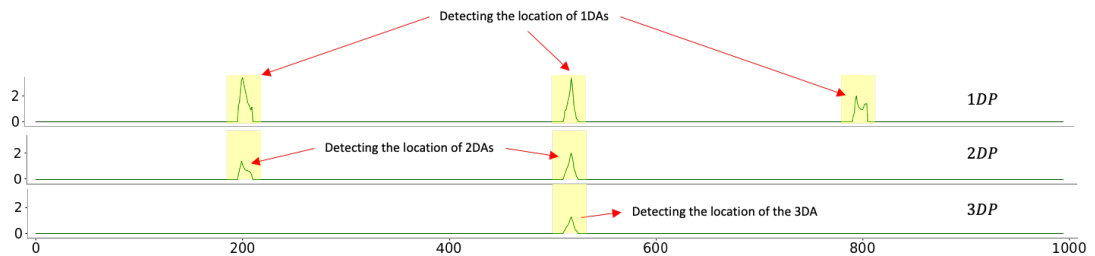 Detecting the location of 1DAs
2
0
1DP
2
0
Detecting the location of 2DAs
2DP
2
0
Detecting the location of the 3DA
3DP
0 200 400 600 800 1000